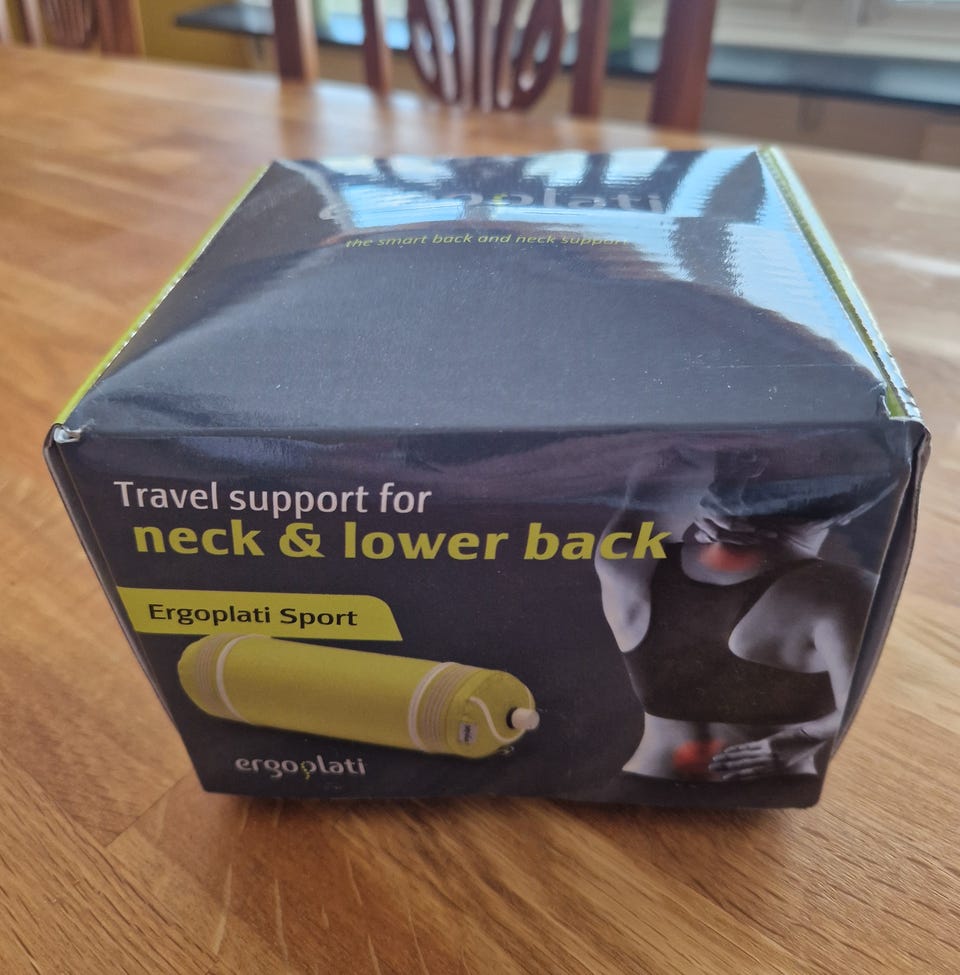 ergoplati
the smart back and neck support
Travel support for
neck & lower back
Ergoplati Sport
ergoplati